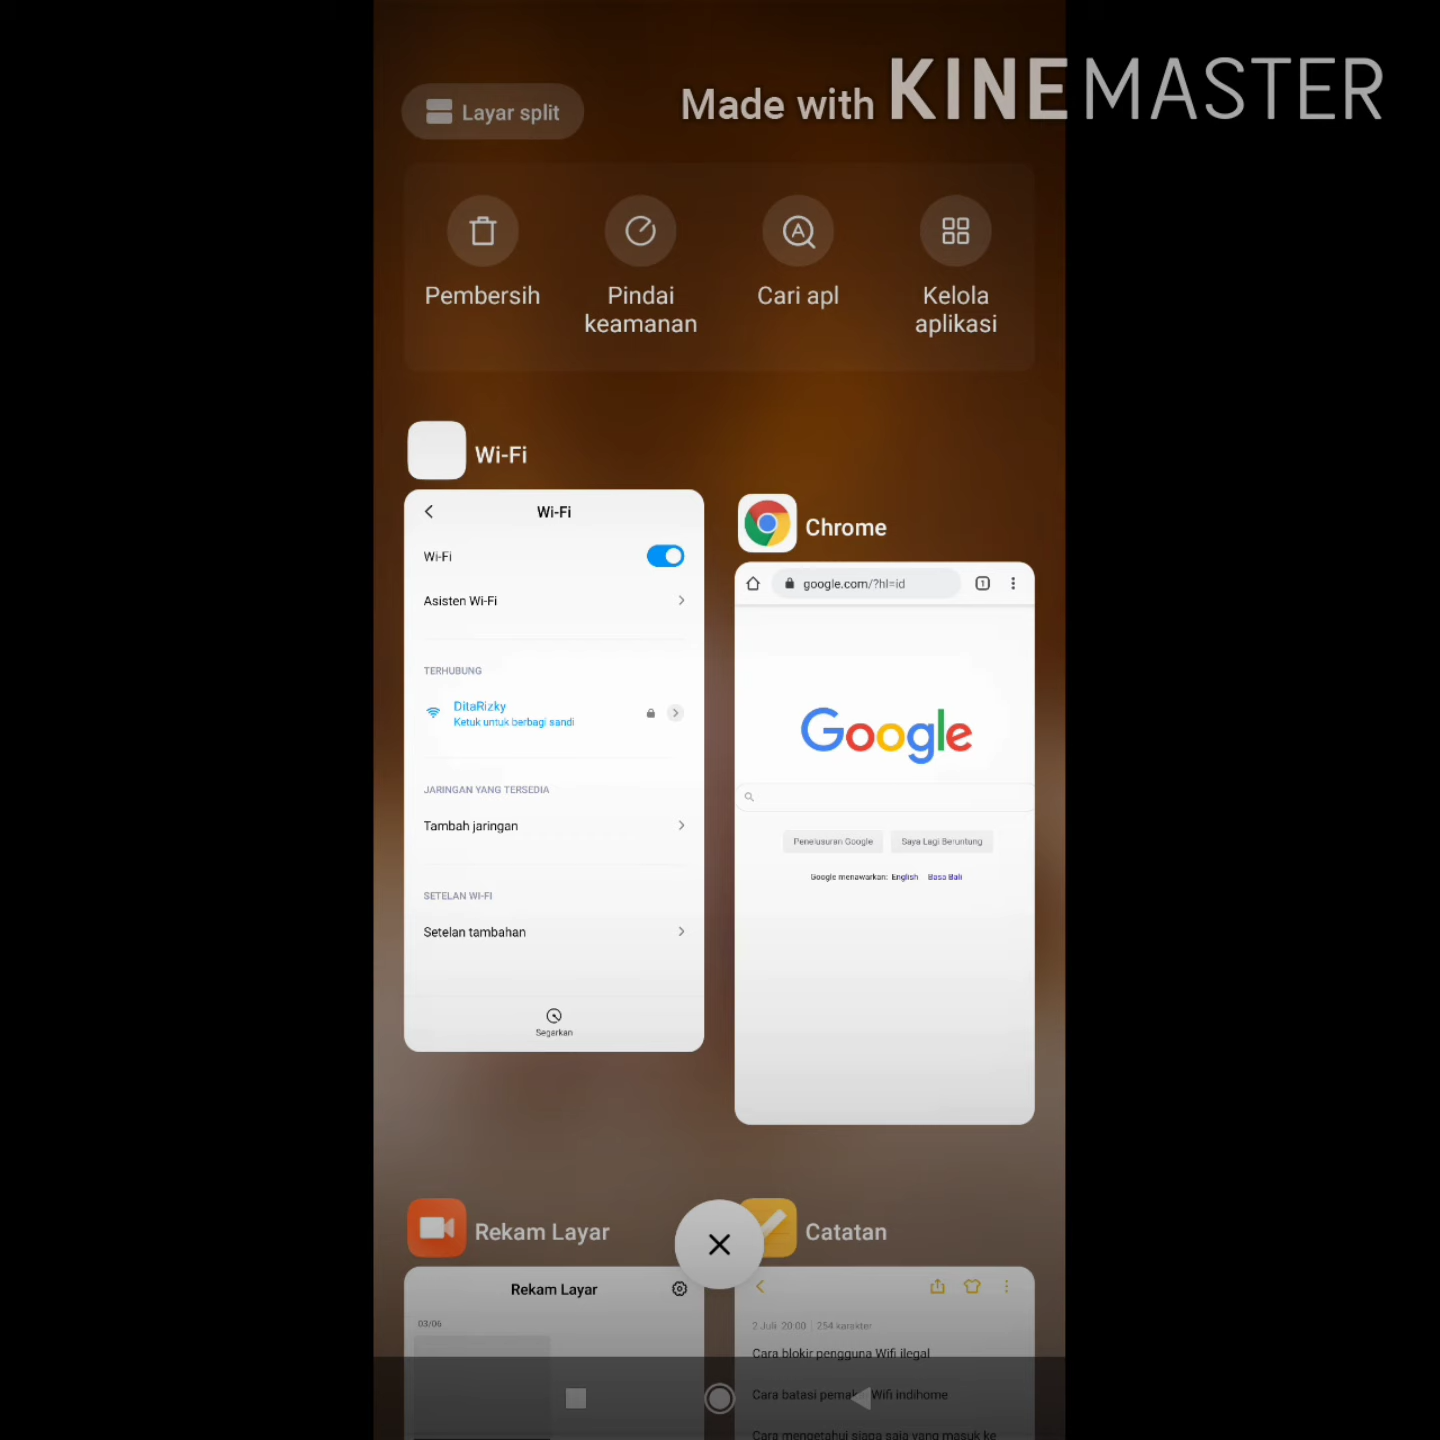 Made with KINEMASTER
Layar split
Pembersih
Pindai
keamanan
Cari apl
Kelola
aplikasi
Wi-Fi
Wi-Fi
Wi-Fi
Asisten Wi-Fi
TERHUBUNG
DitaRizky
Ketuk untuk berbagi sandi
JARINGAN YANG TERSEDIA
Tambah jaringan
SETELAN WI-FI
Setelan tambahan
Segarkan
Chrome
google.com/?hl=id
1
Google
Penelusuran Google
Saya Lagi Beruntung
Google menawarkan: English Basa Bali
Rekam Layar
Rekam Layar
03/06
Catatan
2 Juli 20:00 | 254 karakter
Cara blokir pengguna Wifi ilegal
Cara batasi Wifi indihome
Cara mengetahui siapa saja yang masuk ke